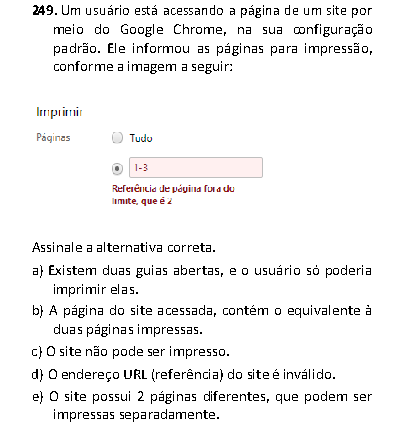 249. Um usuário está acessando a página de um site por
meio do Google Chrome, na sua configuração
padrão. Ele informou as páginas para impressão,
conforme a imagem a seguir:
Imprimir
Páginas
Tudo
1-3
Referência de página fora do
limite, que é 2
Assinale a alternativa correta.
a) Existem duas guias abertas, e o usuário só poderia
imprimir elas.
b) A página do site acessada, contém o equivalente à
duas páginas impressas.
c) O site não pode ser impresso.
d) O endereço URL (referência) do site é inválido.
e) O site possui 2 páginas diferentes, que podem ser
impressas separadamente.